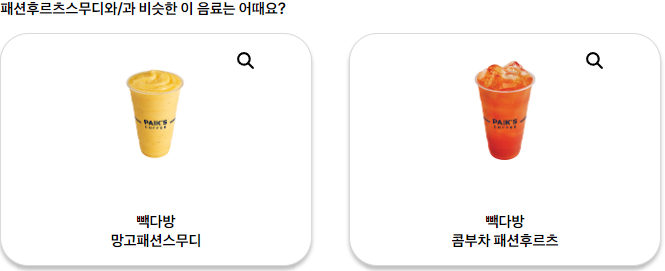 패션후르츠스무디와/과 비슷한 이 음료는 어때요?
PAIK'S
COFFEE
빽다방
망고패션스무디
PAIK'S
COFFEE
빽다방
콤부차 패션후르츠